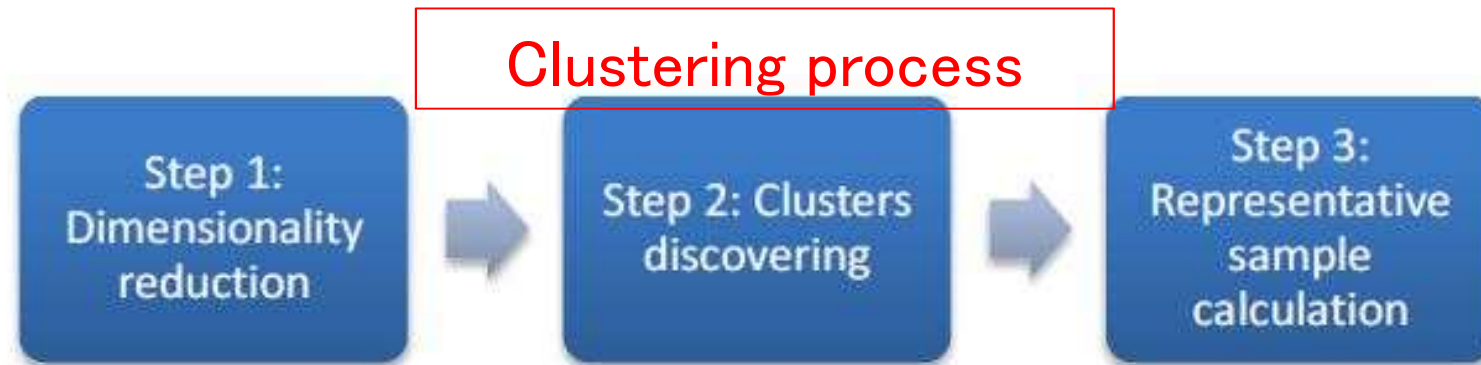 Clustering process
Step 1:
Dimensionality
reduction
Step 2: Clusters
discovering
Step 3:
Representative
sample
calculation